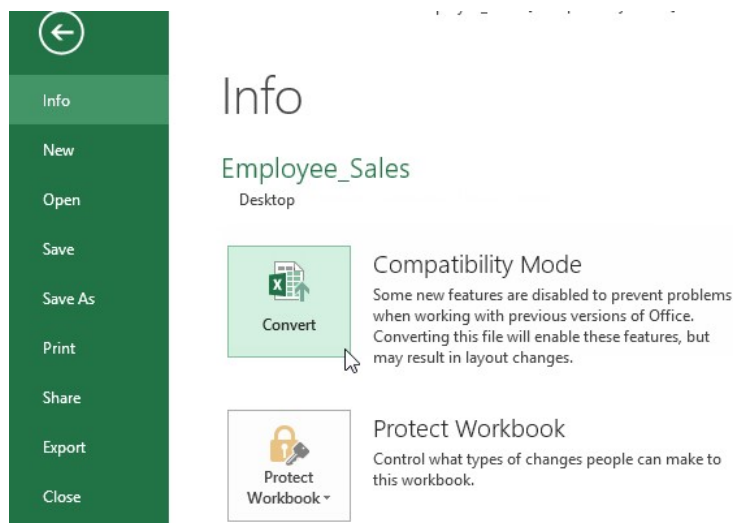 Info
New
Open
Save
Save As
Print
Share
Export
Close
Info
Employee_Sales
Desktop
Convert
Compatibility Mode
Some new features are disabled to prevent problems
when working with previous versions of Office.
Converting this file will enable these features, but
may result in layout changes.
Protect
Workbook
Protect Workbook
Control what types of changes people can make to
this workbook.